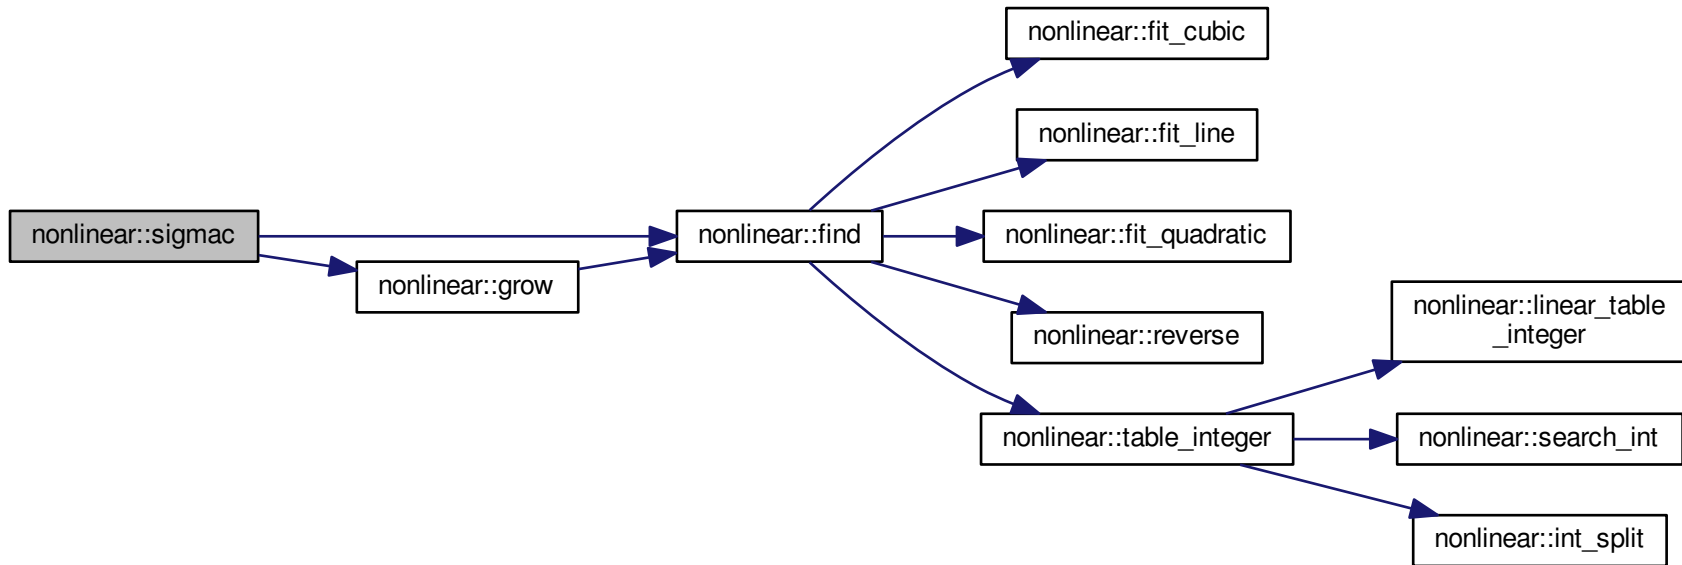 nonlinear::fit_cubic
nonlinear::fit_line
nonlinear::sigmac
nonlinear::find
nonlinear::fit_quadratic
nonlinear::grow
nonlinear::linear_table
_integer
nonlinear::reverse
nonlinear::table_integer
nonlinear::search_int
nonlinear::int_split